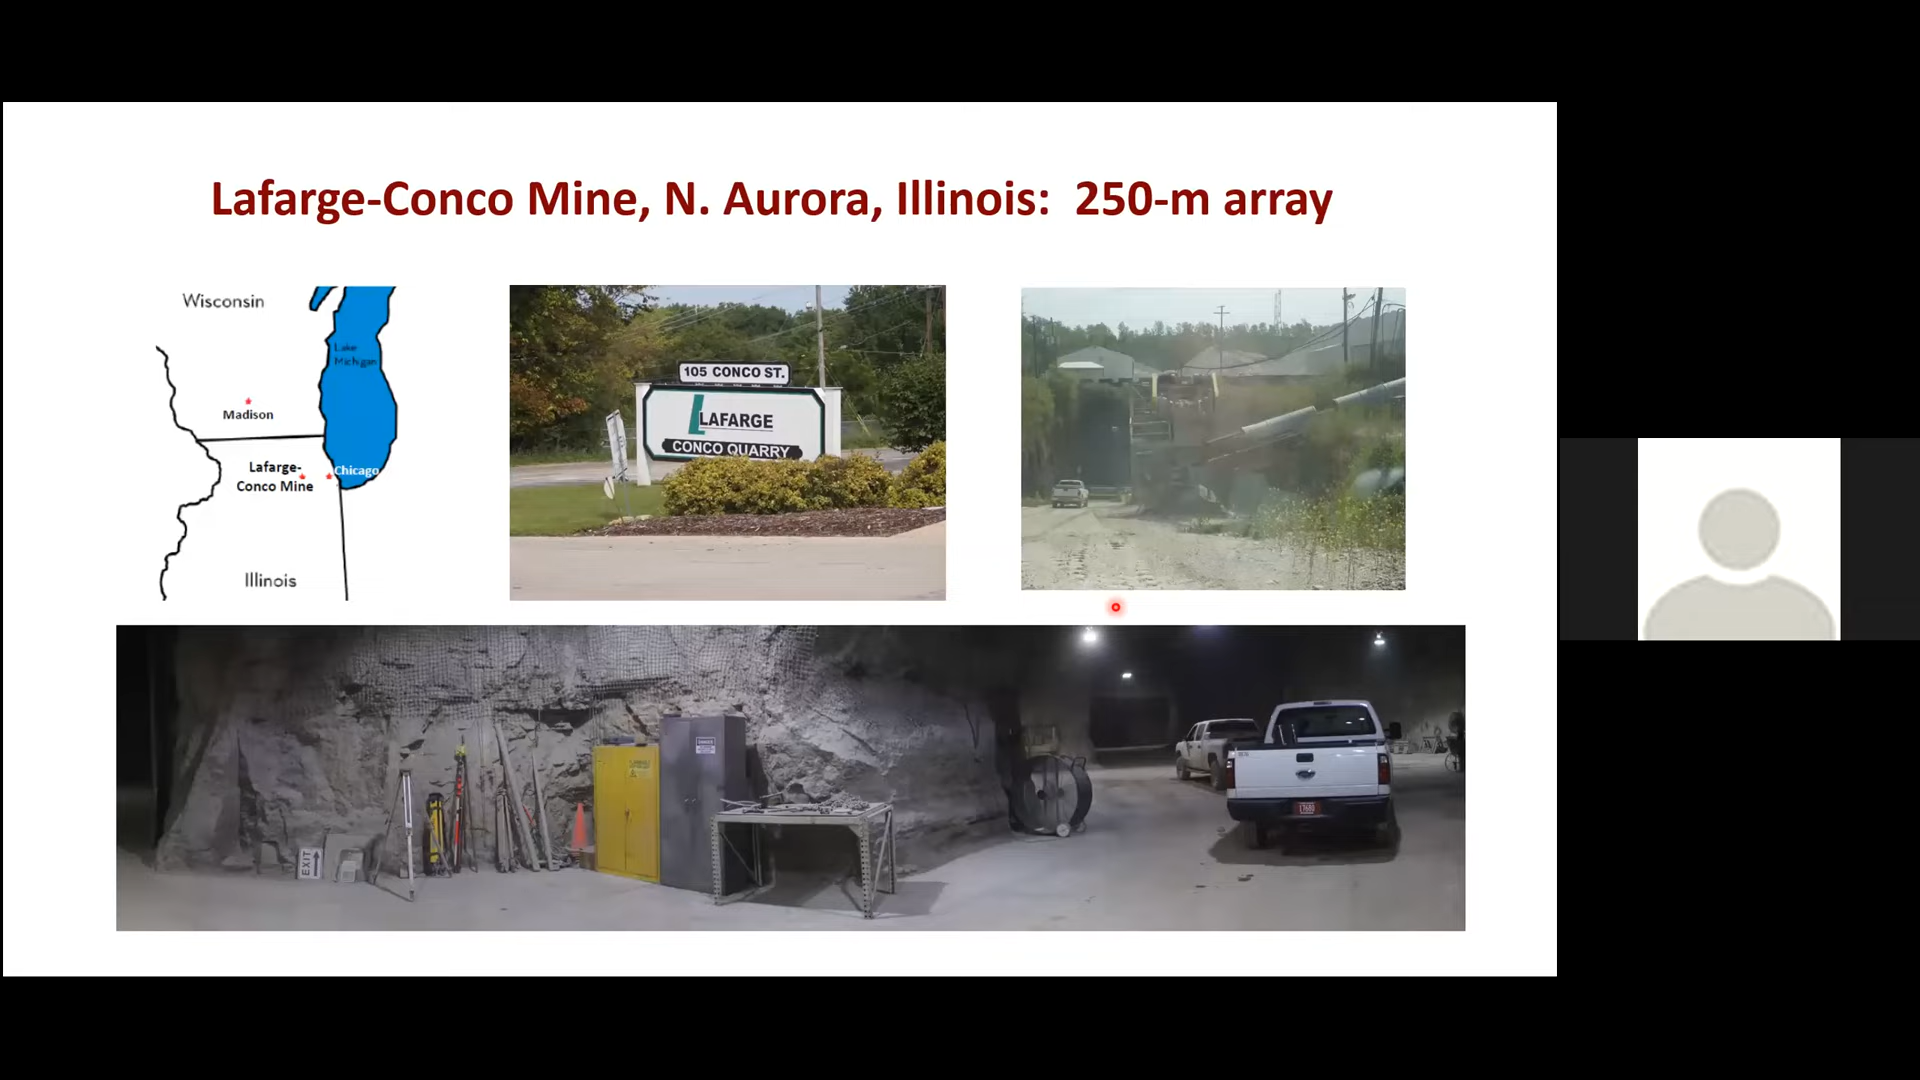 Lafarge-Conco Mine, N. Aurora, Illinois: 250-m array
Wisconsin
Lake
Michigan
Madison
Lafarge-
Conco Mine
Chicago
Illinois
105 CONCO ST.
LAFARGE
CONCO QUARRY
EXIT